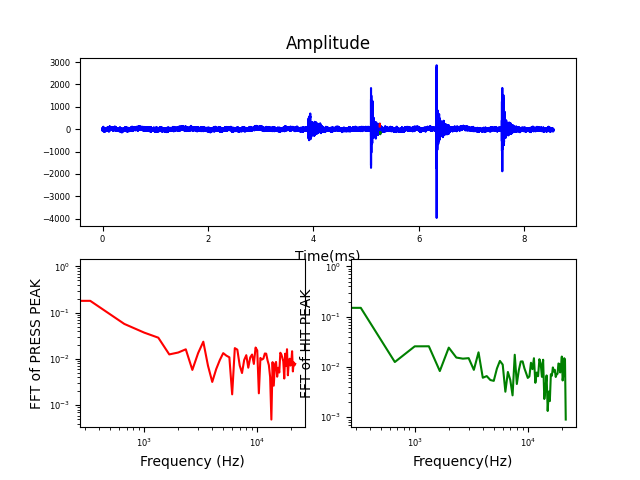 Amplitude
3000
2000
1000
0
−1000
−2000
−3000
−4000
0 2 4 6 8
Time(ms)
FFT of PRESS PEAK
10⁰
10⁻¹
10⁻²
10⁻³
10³ 10⁴
Frequency (Hz)
FFT of HIT PEAK
10⁰
10⁻¹
10⁻²
10⁻³
10³ 10⁴
Frequency(Hz)